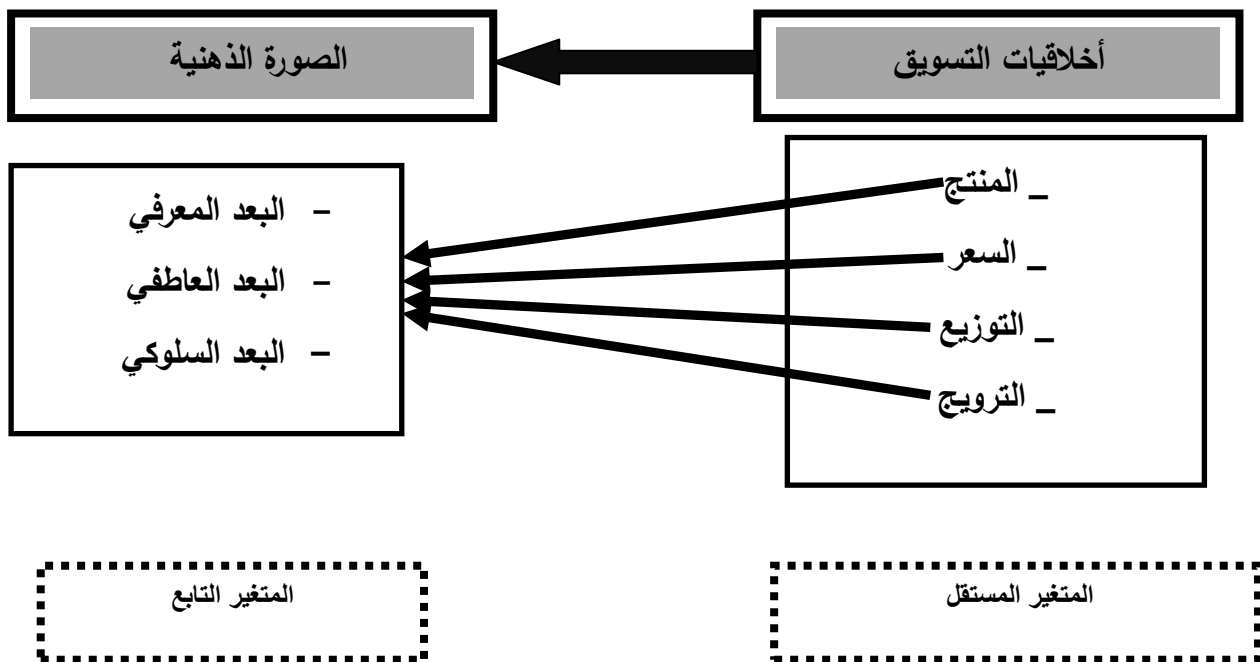 أخلاقيات التسويق
الصورة الذهنية
_ المنتج
_ السعر
_ التوزيع
_ الترويج
- البعد المعرفي
- البعد العاطفي
- البعد السلوكي
المتغير المستقل
المتغير التابع